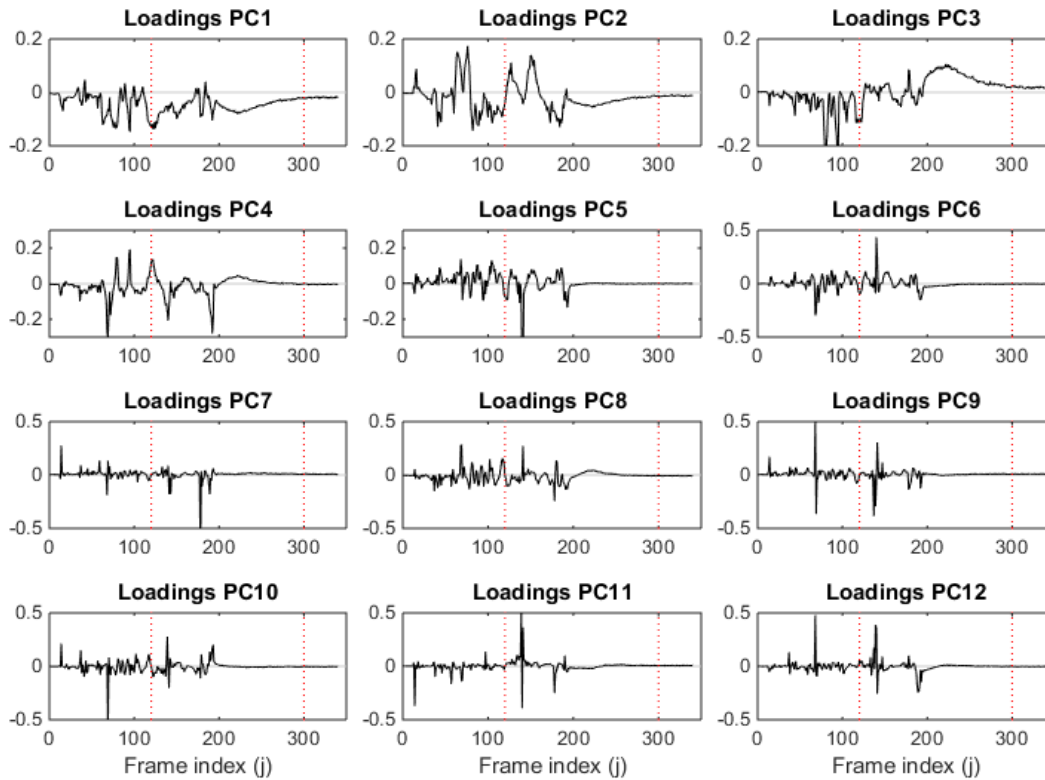 Loadings PC1 Loadings PC2 Loadings PC3
0.2 0.2 0.2
0 0 0
-0.2 -0.2 -0.2
0 100 200 300 0 100 200 300 0 100 200 300
Loadings PC4 Loadings PC5 Loadings PC6
0.2 0.2 0.5
0 0 0
-0.2 -0.2 -0.5
0 100 200 300 0 100 200 300 0 100 200 300
Loadings PC7 Loadings PC8 Loadings PC9
0.5 0.5 0.5
0 0 0
-0.5 -0.5 -0.5
0 100 200 300 0 100 200 300 0 100 200 300
Loadings PC10 Loadings PC11 Loadings PC12
0.5 0.5 0.5
0 0 0
-0.5 -0.5 -0.5
0 100 200 300 0 100 200 300 0 100 200 300
Frame index (j) Frame index (j) Frame index (j)